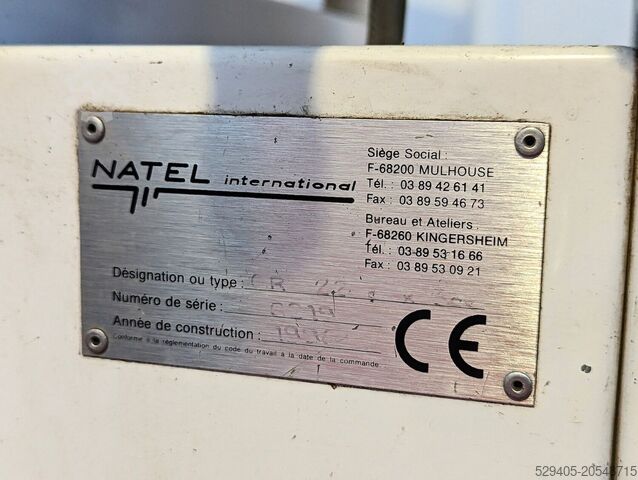 NATEL international
Siège Social :
F-68200 MULHOUSE
Tél. : 03 89 42 61 41
Fax : 03 89 59 46 73
Bureau et Ateliers :
F-68260 KINGERSHEIM
Tél. : 03-89 53 16 66
Fax : 03 89 53 09 21
Désignation ou type :
Numéro de série :
Année de construction :
Conforme à la réglementation du code du travail à la date de la commande
CE
529405-20543715